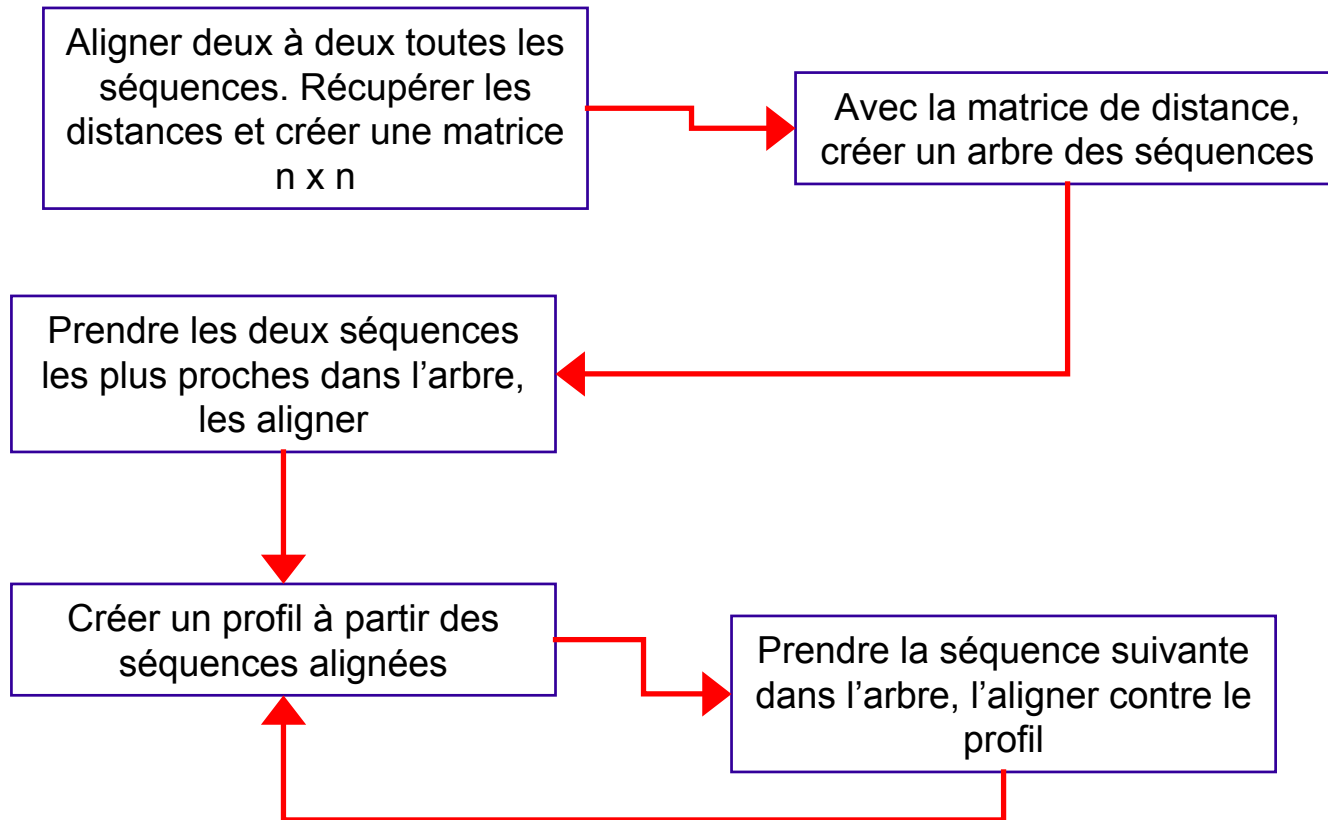 Aligner deux à deux toutes les
séquences. Récupérer les
distances et créer une matrice
n x n
Avec la matrice de distance,
créer un arbre des séquences
Prendre les deux séquences
les plus proches dans l’arbre,
les aligner
Créer un profil à partir des
séquences alignées
Prendre la séquence suivante
dans l’arbre, l’aligner contre le
profil